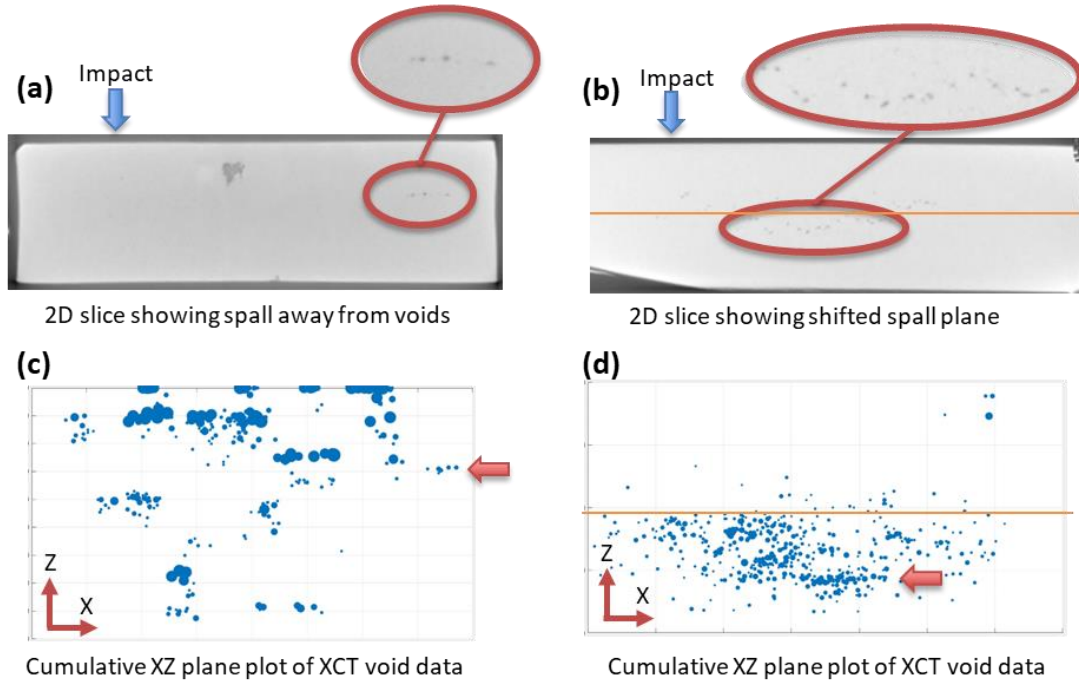 (a)
Impact
(b)
Impact
2D slice showing spall away from voids
2D slice showing shifted spall plane
(c)
(d)
Z
X
Z
X
Cumulative XZ plane plot of XCT void data
Cumulative XZ plane plot of XCT void data